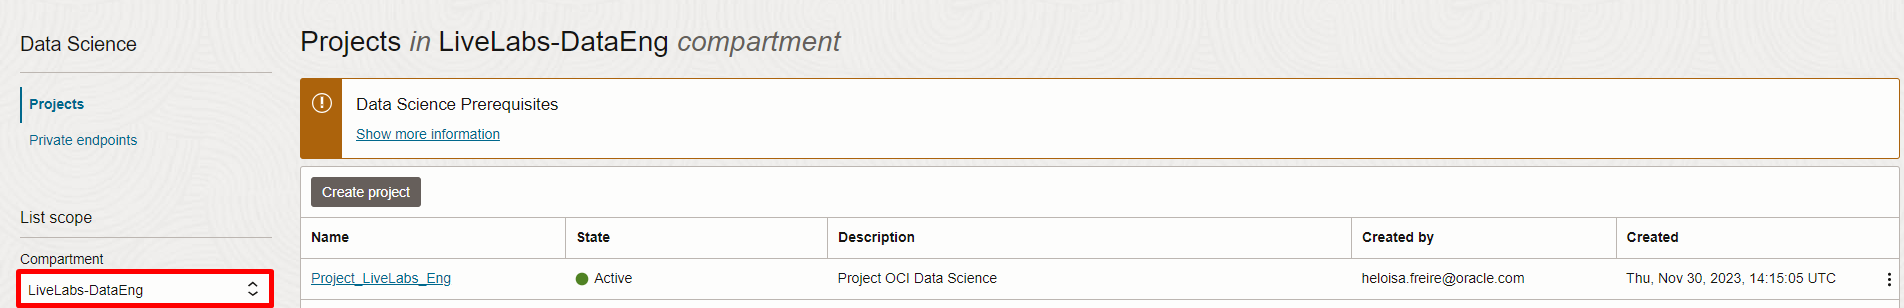 Data Science
Projects
Private endpoints
List scope
Compartment
LiveLabs-DataEng
Projects in LiveLabs-DataEng compartment
Data Science Prerequisites
Show more information
Create project
Name State Description Created by Created
Project_LiveLabs_Eng Active Project OCI Data Science heloisa.freire@oracle.com Thu, Nov 30, 2023, 14:15:05 UTC